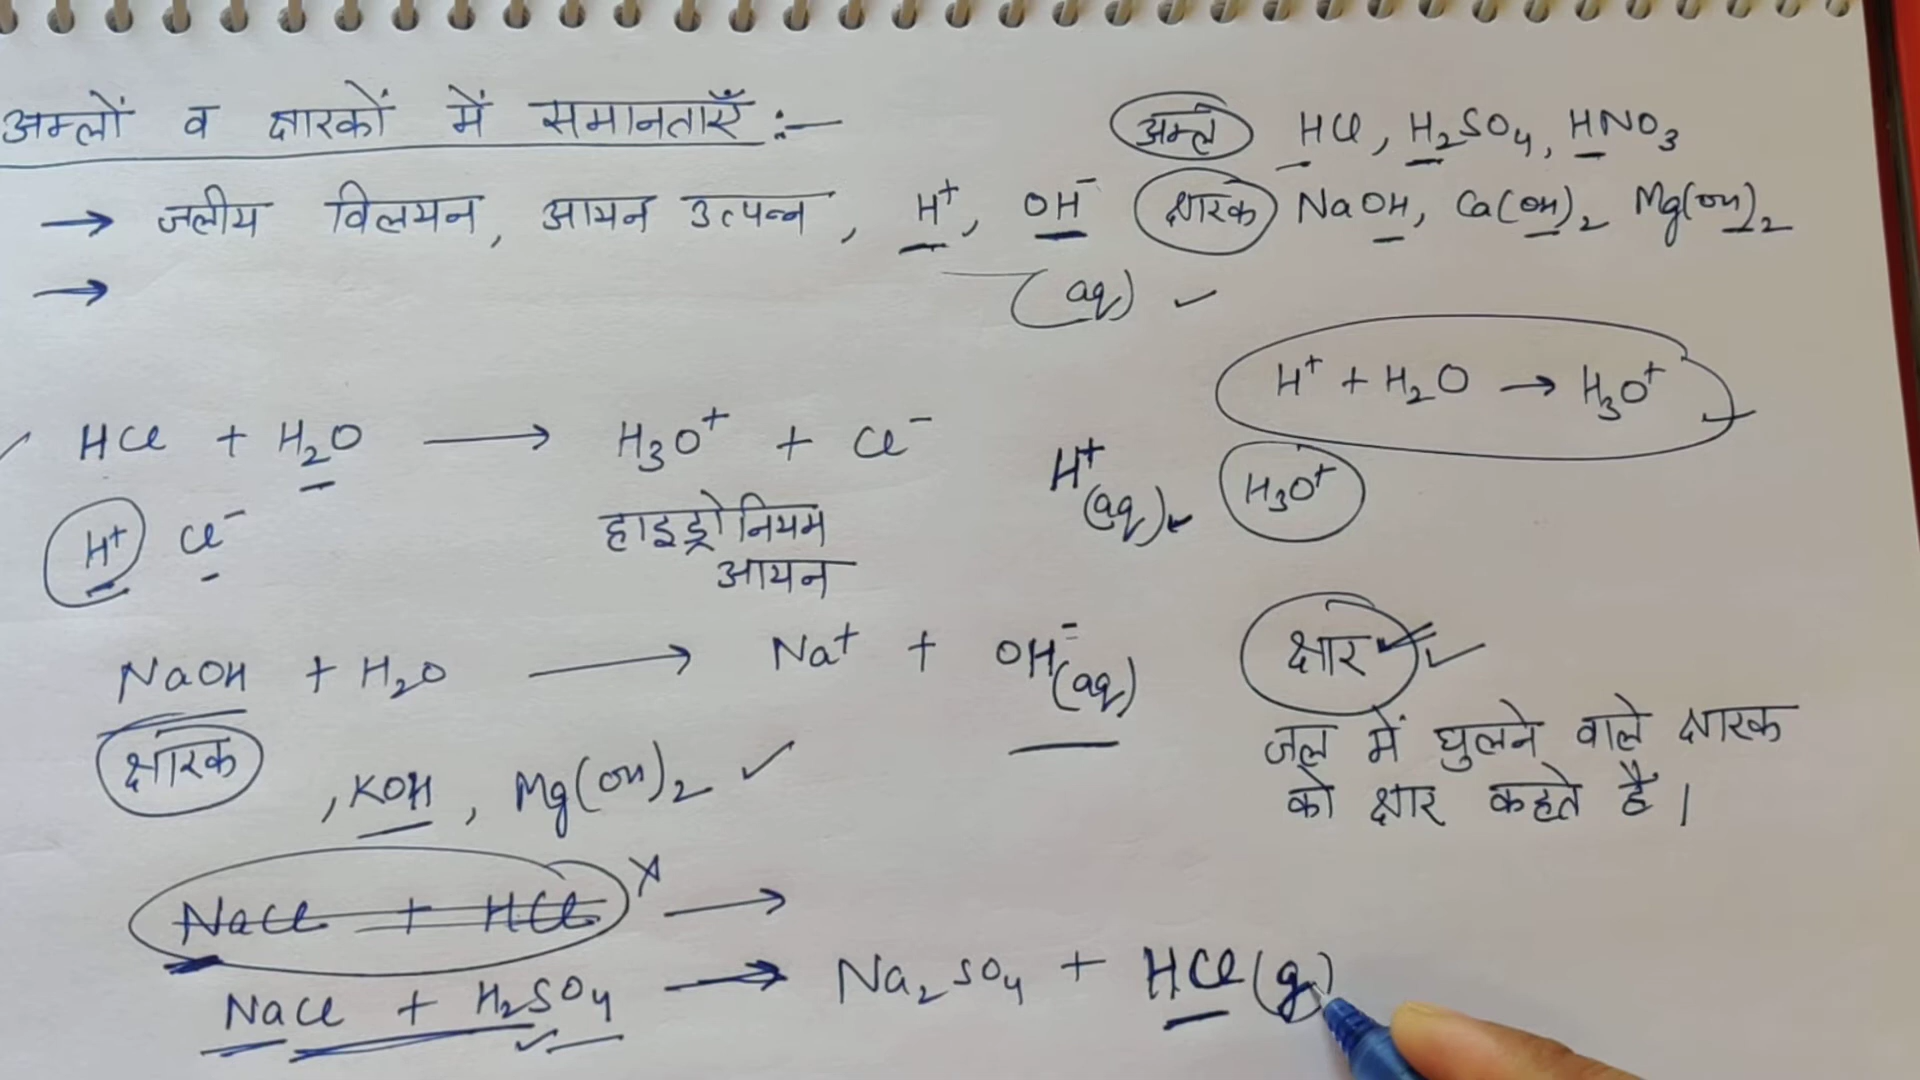 अम्लों व क्षारकों में समानताएँ :-
अम्ल HCl, H₂SO₄, HNO₃
→ जलीय विलयन, आयन उत्पन्न, H⁺, OH⁻
क्षारक NaOH, Ca(OH)₂ Mg(OH)₂
→
(aq) ✓
H⁺ + H₂O → H₃O⁺
HCl + H₂O → H₃O⁺ + Cl⁻
H⁺(aq) H₃O⁺
H⁺ Cl⁻
हाइड्रोनियम
आयन
NaOH + H₂O → Na⁺ + OH⁻(aq)
क्षार ✓✓
क्षारक
जल में घुलने वाले क्षारक
को क्षार कहते है।
, KOH, Mg(OH)₂ ✓
NaCl + HCl X →
NaCl + H₂SO₄ → Na₂SO₄ + HCl(g)